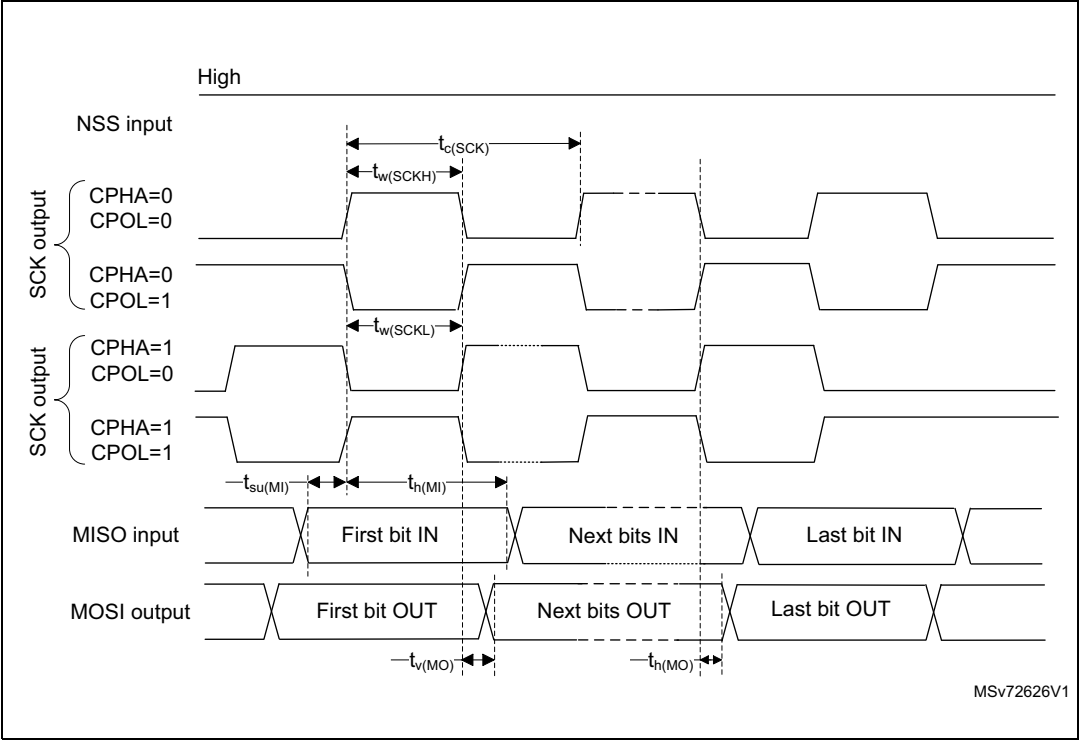 High
NSS input
tc(SCK)
tw(SCKH)
SCK output
CPHA=0
CPOL=0
CPHA=0
CPOL=1
tw(SCKL)
SCK output
CPHA=1
CPOL=0
CPHA=1
CPOL=1
tsu(MI)
th(MI)
MISO input
First bit IN
Next bits IN
Last bit IN
MOSI output
First bit OUT
Next bits OUT
Last bit OUT
tv(MO)
th(MO)
MSv72626V1